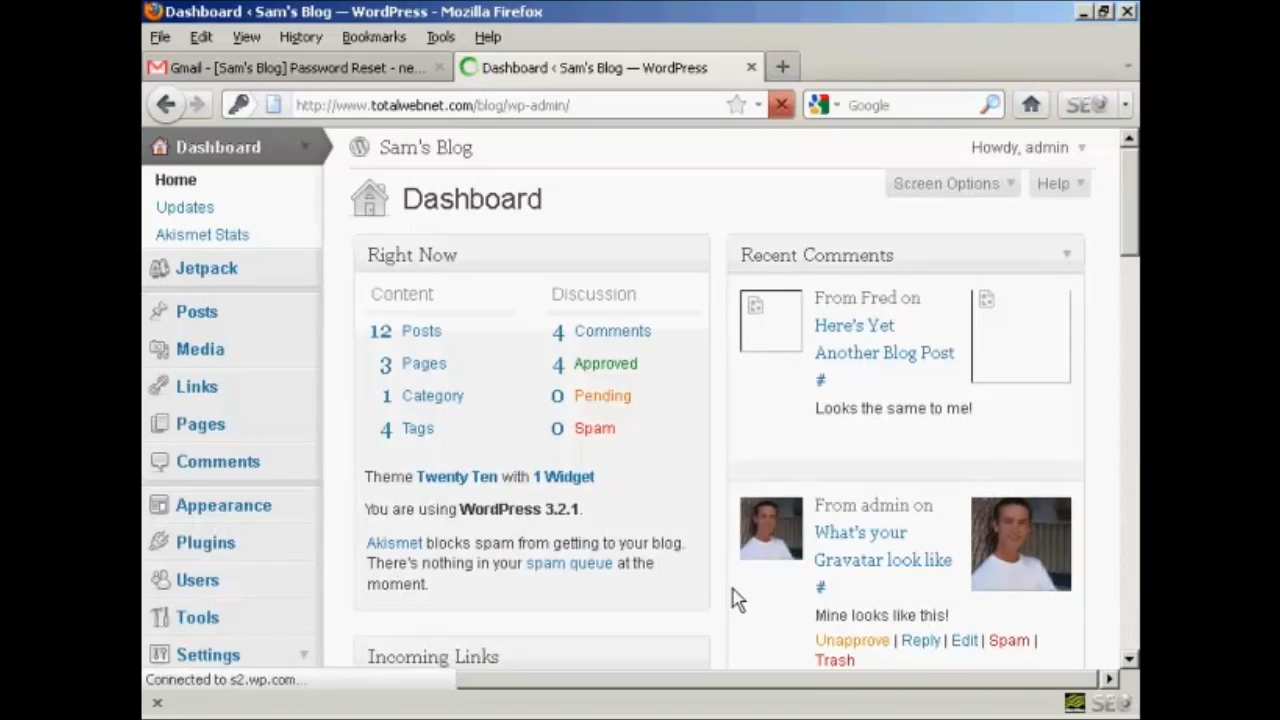 Dashboard ‹ Sam's Blog — WordPress - Mozilla Firefox
File Edit View History Bookmarks Tools Help
Gmail - [Sam's Blog] Password Reset - ne...
Dashboard ‹ Sam's Blog — WordPress
http://www.totalwebnet.com/blog/wp-admin/
Google
SEO
Dashboard
Home
Updates
Akismet Stats
Jetpack
Posts
Media
Links
Pages
Comments
Appearance
Plugins
Users
Tools
Settings
Sam's Blog
Howdy, admin
Screen Options
Help
Dashboard
Right Now
Content
Discussion
12 Posts
4 Comments
3 Pages
4 Approved
1 Category
0 Pending
4 Tags
0 Spam
Theme Twenty Ten with 1 Widget
You are using WordPress 3.2.1.
Akismet blocks spam from getting to your blog.
There's nothing in your spam queue at the
moment.
Incoming Links
Recent Comments
From Fred on
Here's Yet
Another Blog Post
#
Looks the same to me!
From admin on
What's your
Gravatar look like
#
Mine looks like this!
Unapprove | Reply | Edit | Spam |
Trash
Connected to s2.wp.com...
SEO